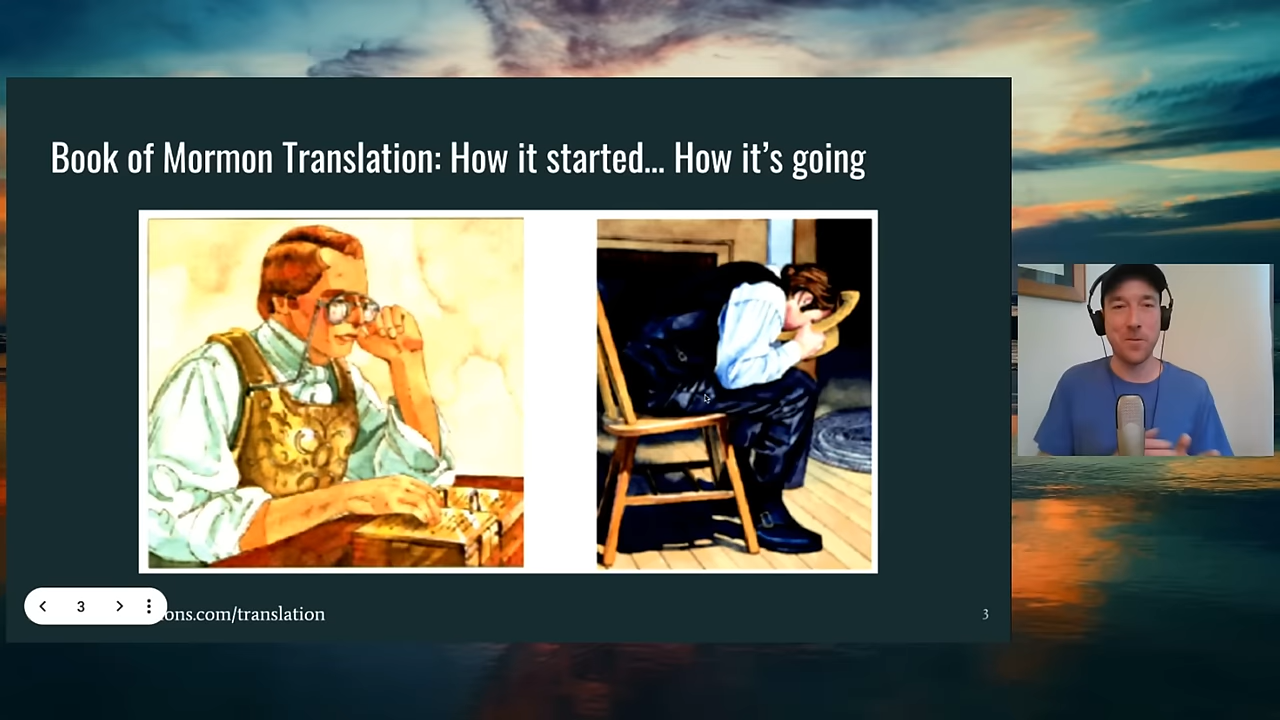 Book of Mormon Translation: How it started... How it's going
3
ons.com/translation
3